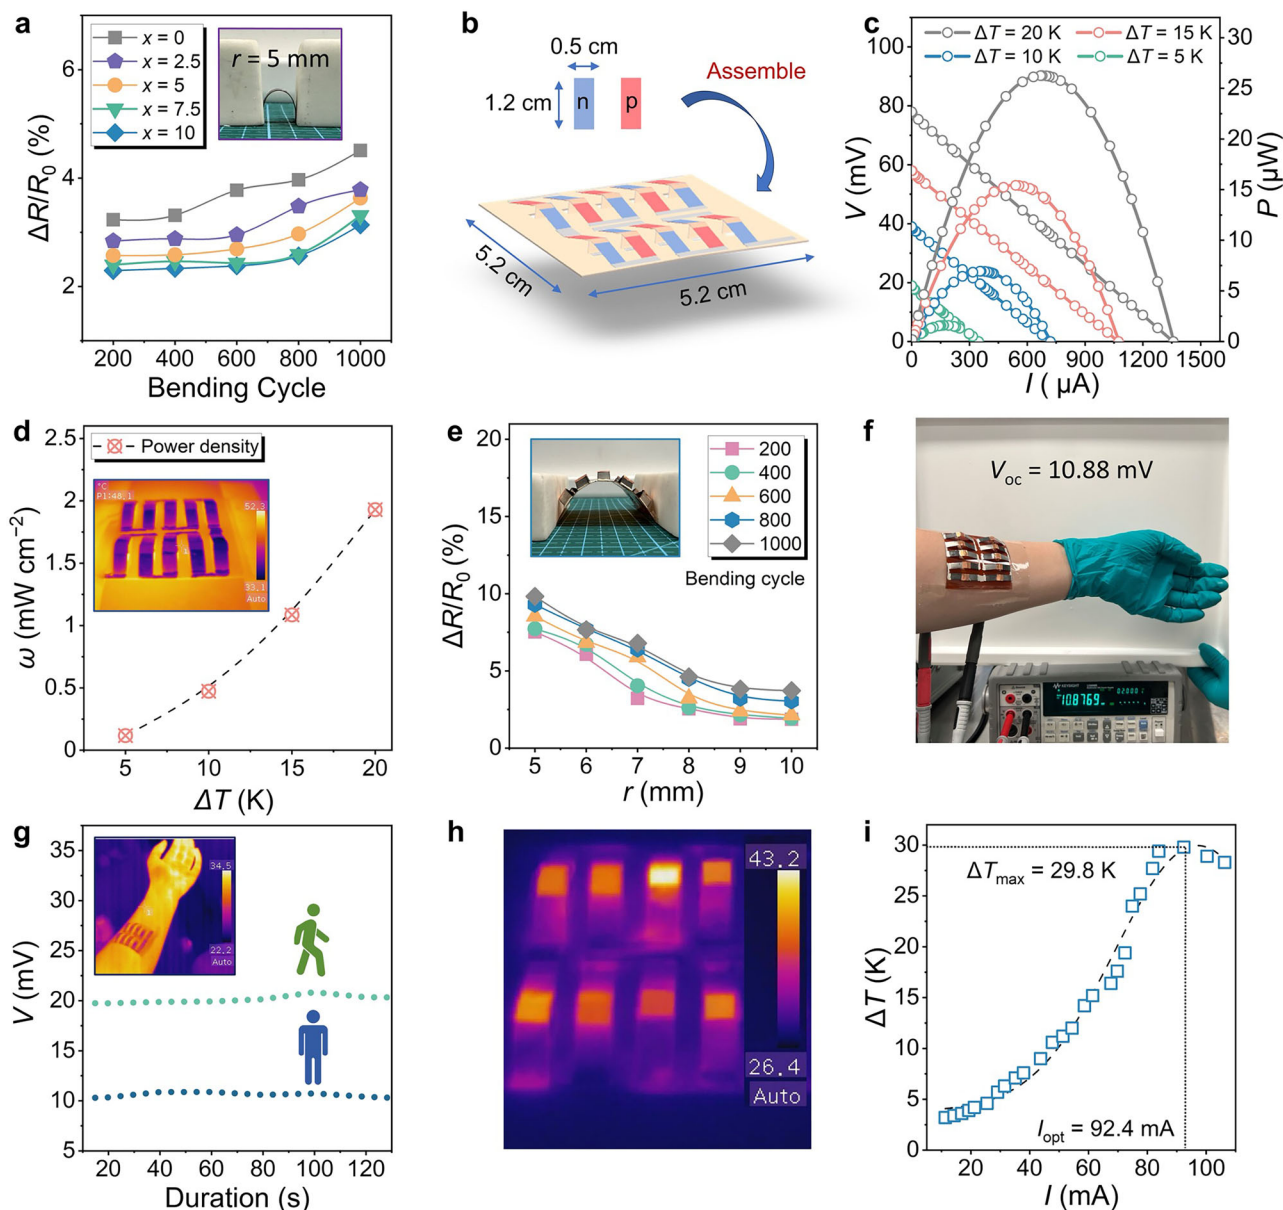 a
x = 0
x = 2.5
x = 5
x = 7.5
x = 10
r = 5 mm
6
4
2
ΔR/R₀ (%)
200 400 600 800 1000
Bending Cycle
b
0.5 cm
1.2 cm
n
p
Assemble
5.2 cm
5.2 cm
c
ΔT = 20 K
ΔT = 15 K
ΔT = 10 K
ΔT = 5 K
100
80
60
40
20
0
V (mV)
30
25
20
15
10
5
0
P (µW)
0 300 600 900 1200 1500
I ( µA)
d
Power density
°C
P1:48.1
52.3
33.1
Auto
2.5
2
1.5
1
0.5
0
ω (mW cm⁻²)
5 10 15 20
ΔT (K)
e
200
400
600
800
1000
Bending cycle
20
15
10
5
0
ΔR/R₀ (%)
5 6 7 8 9 10
r (mm)
f
Voc = 10.88 mV
KEYSIGHT
10.8769
g
34.5
22.2
Auto
35
30
25
20
15
10
5
V (mV)
20 40 60 80 100 120
Duration (s)
h
43.2
26.4
Auto
i
ΔTmax = 29.8 K
Iopt = 92.4 mA
30
25
20
15
10
5
0
ΔT (K)
20 40 60 80 100
I (mA)